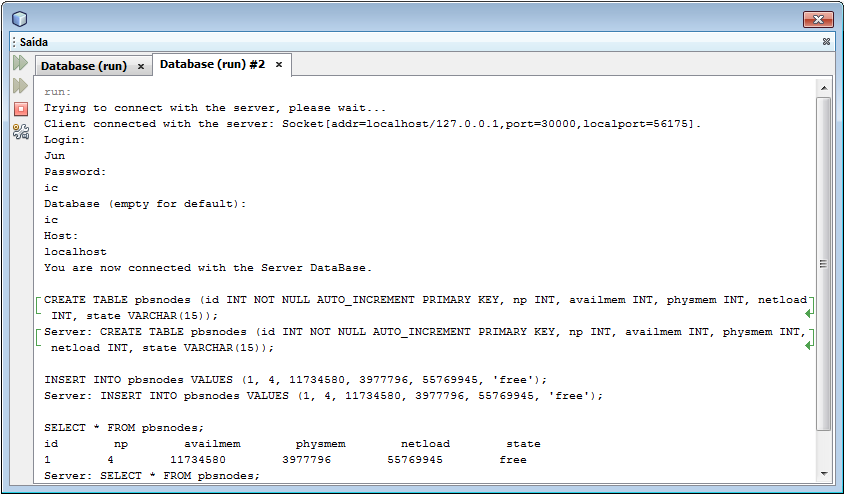 Saída
Database (run) × Database (run) #2 ×
run:
Trying to connect with the server, please wait...
Client connected with the server: Socket[addr=localhost/127.0.0.1,port=30000,localport=56175].
Login:
Jun
Password:
ic
Database (empty for default):
ic
Host:
localhost
You are now connected with the Server DataBase.
CREATE TABLE pbsnodes (id INT NOT NULL AUTO_INCREMENT PRIMARY KEY, np INT, availmem INT, physmem INT, netload
INT, state VARCHAR(15));
Server: CREATE TABLE pbsnodes (id INT NOT NULL AUTO_INCREMENT PRIMARY KEY, np INT, availmem INT, physmem INT,
netload INT, state VARCHAR(15));
INSERT INTO pbsnodes VALUES (1, 4, 11734580, 3977796, 55769945, 'free');
Server: INSERT INTO pbsnodes VALUES (1, 4, 11734580, 3977796, 55769945, 'free');
SELECT * FROM pbsnodes;
id np availmem physmem netload state
1 4 11734580 3977796 55769945 free
Server: SELECT * FROM pbsnodes;